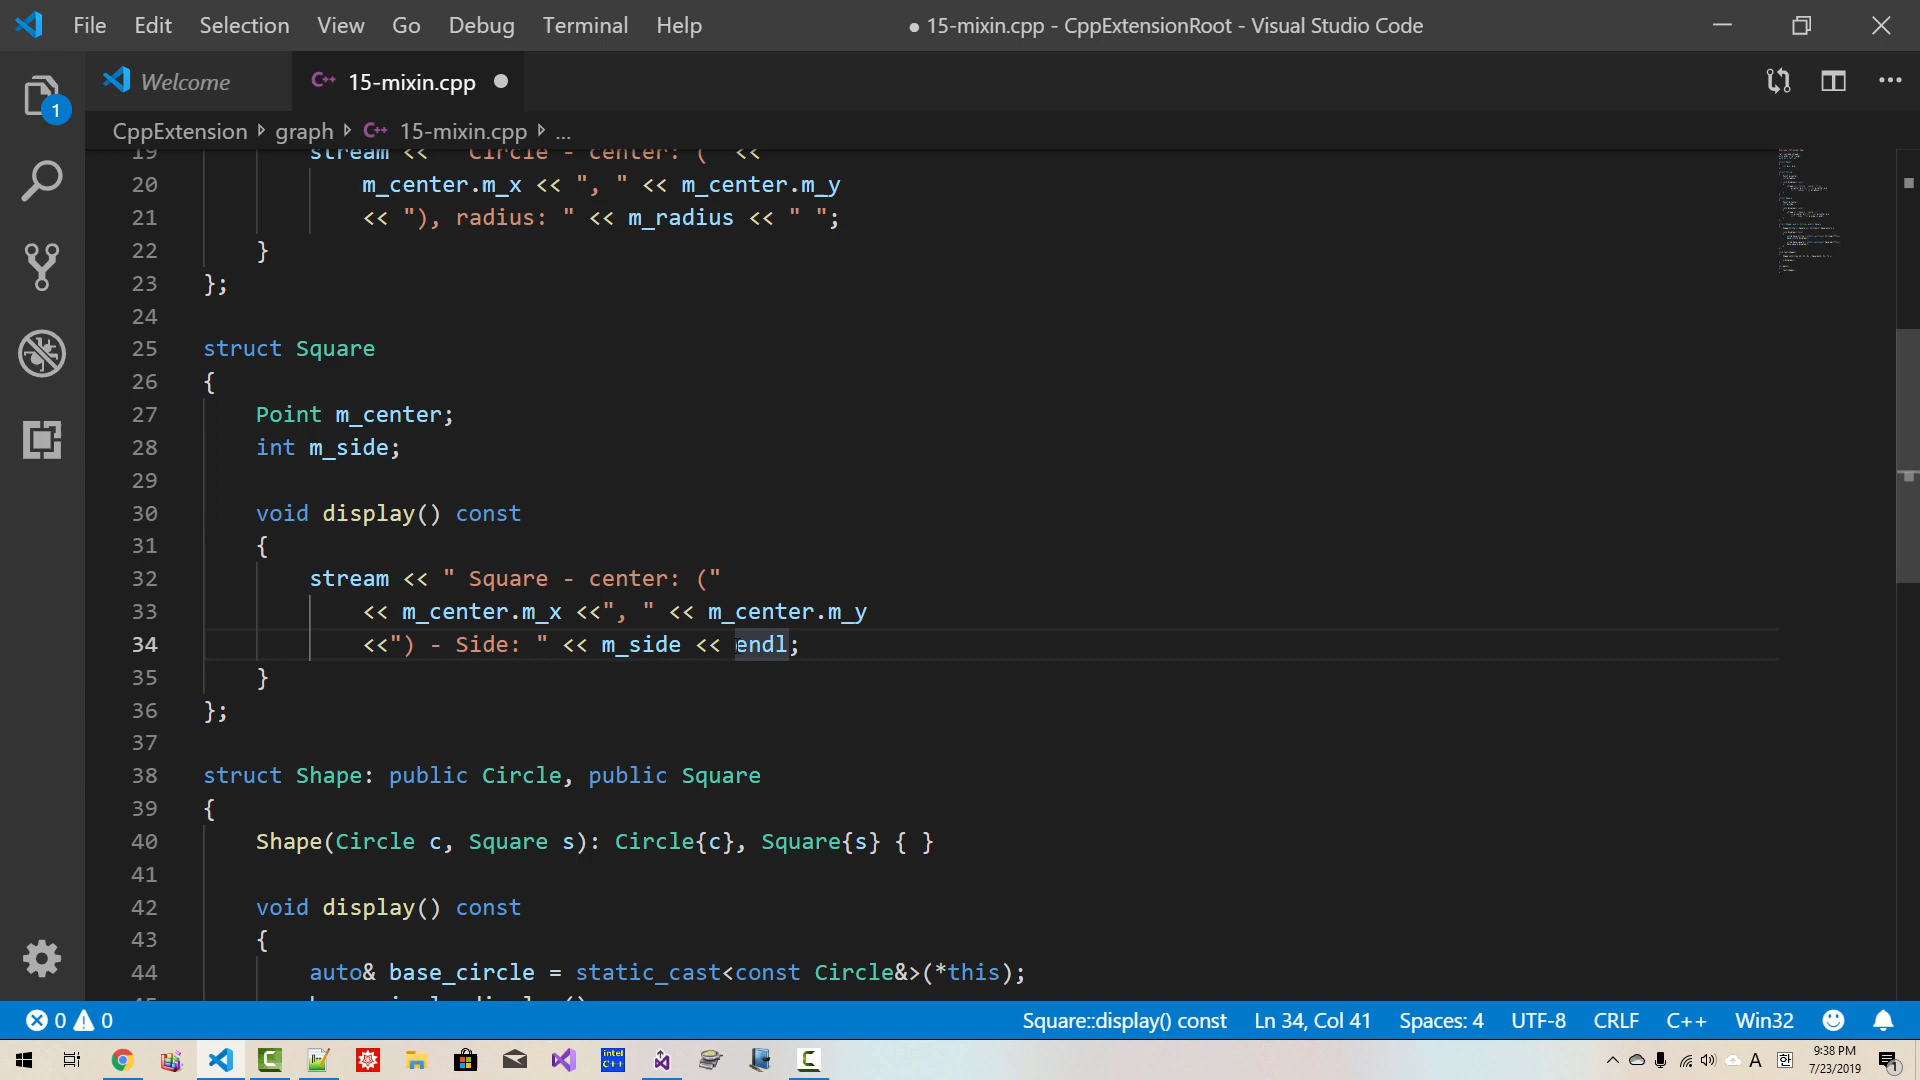 File Edit Selection View Go Debug Terminal Help
● 15-mixin.cpp - CppExtensionRoot - Visual Studio Code
Welcome
C++ 15-mixin.cpp
1
CppExtension graph C++ 15-mixin.cpp ...
19 stream << " Circle - center: (" <<
20 m_center.m_x << ", " << m_center.m_y
21 << "), radius: " << m_radius << " ";
22 }
23 };
24
25 struct Square
26 {
27 Point m_center;
28 int m_side;
29
30 void display() const
31 {
32 stream << " Square - center: ("
33 << m_center.m_x <<", " << m_center.m_y
34 <<") - Side: " << m_side << endl;
35 }
36 };
37
38 struct Shape: public Circle, public Square
39 {
40 Shape(Circle c, Square s): Circle{c}, Square{s} { }
41
42 void display() const
43 {
44 auto& base_circle = static_cast<const Circle&>(*this);
0 0 Square::display() const Ln 34, Col 41 Spaces: 4 UTF-8 CRLF C++ Win32
intel C++
A 한
9:38 PM
7/23/2019
1